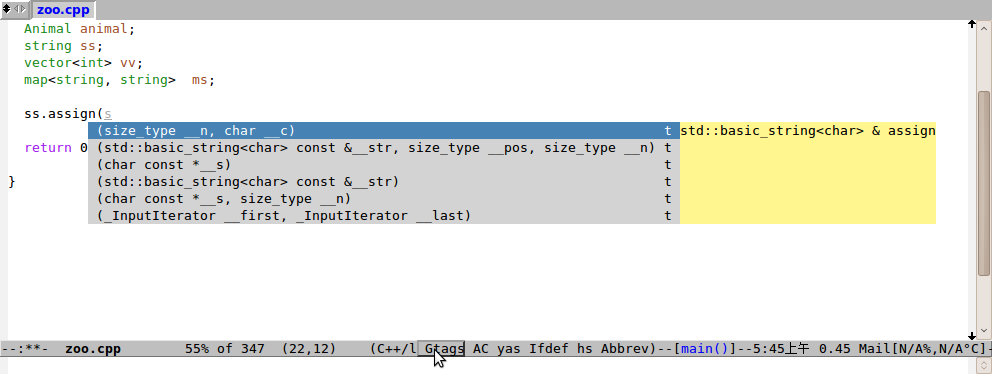 zoo.cpp
Animal animal;
string ss;
vector<int> vv;
map<string, string>  ms;
ss.assign(s
(size_type __n, char __c) t std::basic_string<char> & assign
return 0 (std::basic_string<char> const &__str, size_type __pos, size_type __n) t
(char const *__s) t
} (std::basic_string<char> const &__str) t
(char const *__s, size_type __n) t
(_InputIterator __first, _InputIterator __last) t
--:**-  zoo.cpp        55% of 347  (22,12)    (C++/l Gtags AC yas Ifdef hs Abbrev)--[main()]--5:45上午 0.45 Mail[N/A%,N/A°C]-